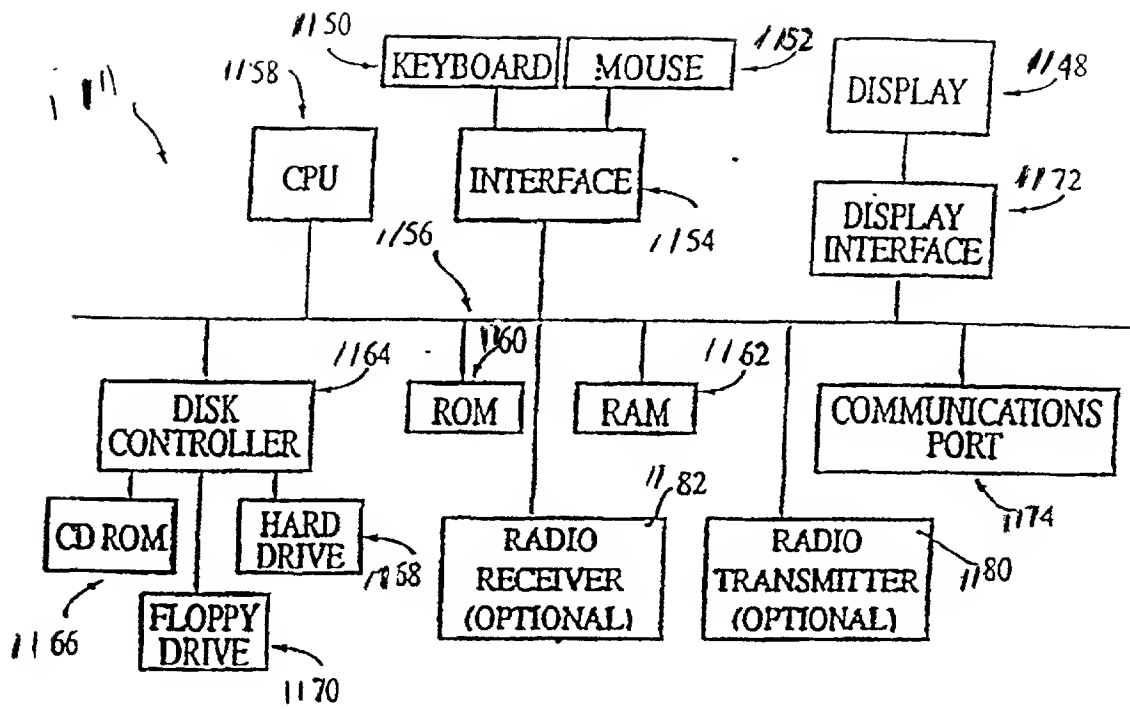 1150
1152
KEYBOARD MOUSE
1158
1148
DISPLAY
CPU
INTERFACE
1172
DISPLAY
INTERFACE
1156
1154
1164
1160
1162
DISK
CONTROLLER
ROM
RAM
COMMUNICATIONS
PORT
1182
1174
CD ROM
HARD
DRIVE
1168
RADIO
RECEIVER
(OPTIONAL)
RADIO
TRANSMITTER
(OPTIONAL)
1180
FLOPPY
DRIVE
1166
1170